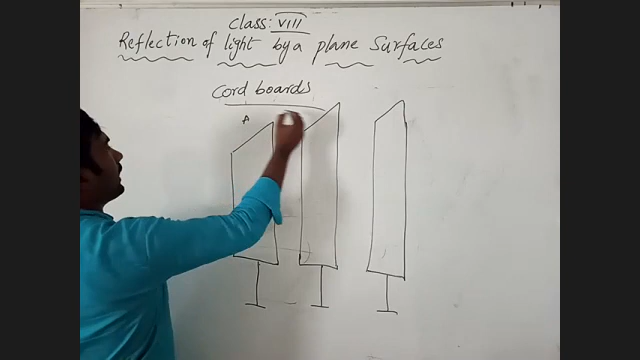 class: VIII
Reflection of light by a plane Surfaces
Cord boards
A